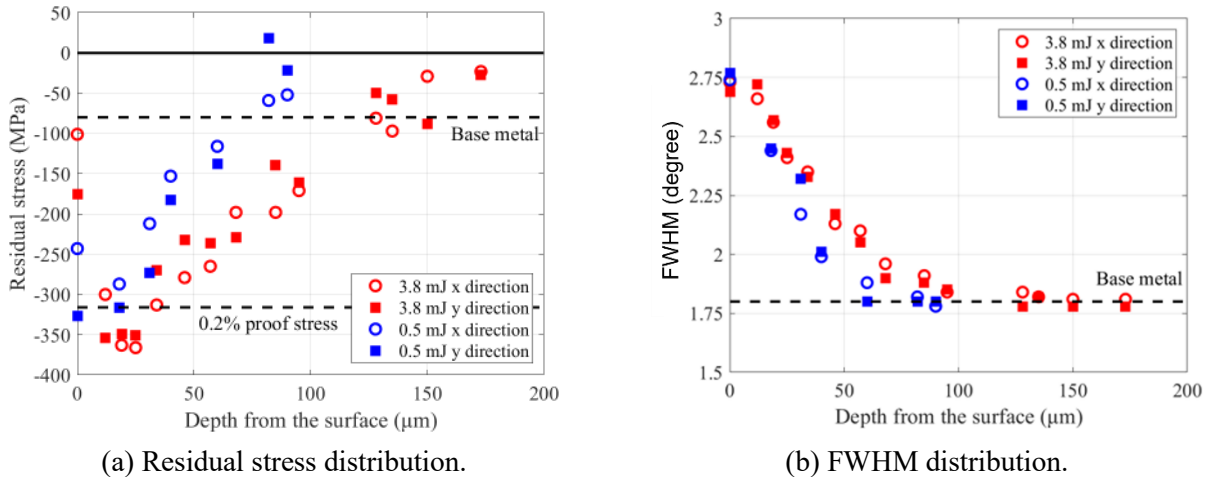 50
0
-50
-100
-150
-200
-250
-300
-350
-400
Residual stress (MPa)
Base metal
0.2% proof stress
3.8 mJ x direction
3.8 mJ y direction
0.5 mJ x direction
0.5 mJ y direction
0
50
100
150
200
Depth from the surface (µm)
(a) Residual stress distribution.
3.8 mJ x direction
3.8 mJ y direction
0.5 mJ x direction
0.5 mJ y direction
2.75
2.5
2.25
2
1.75
1.5
FWHM (degree)
Base metal
0
50
100
150
200
Depth from the surface (µm)
(b) FWHM distribution.